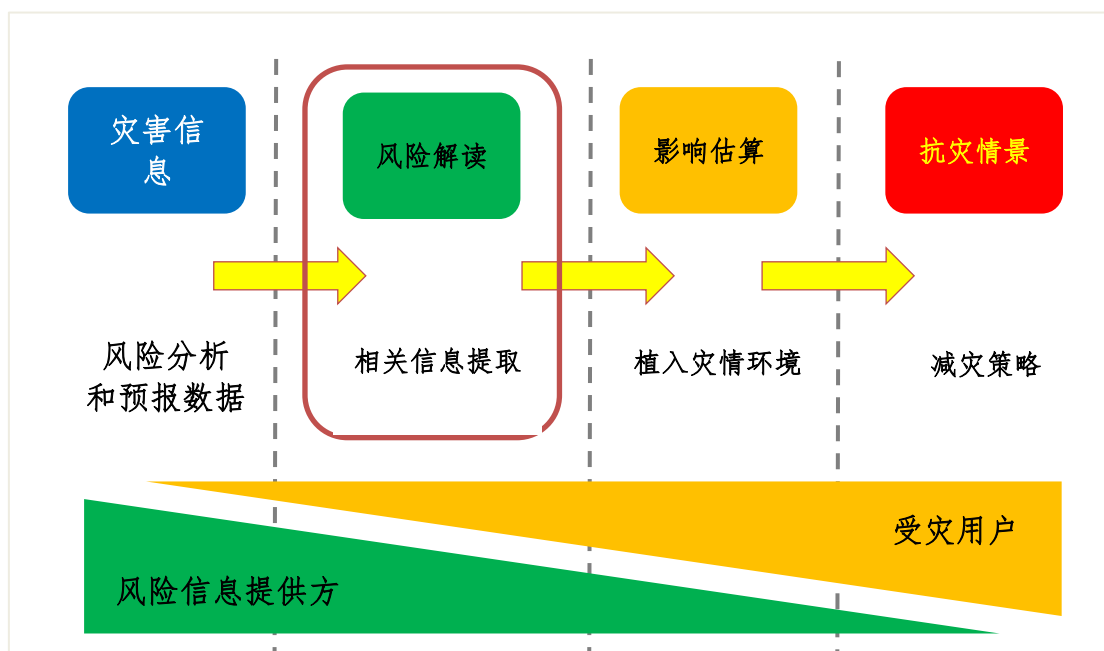 灾害信
息
风险解读
影响估算
抗灾情景
风险分析
和预报数据
相关信息提取
植入灾情环境
减灾策略
受灾用户
风险信息提供方